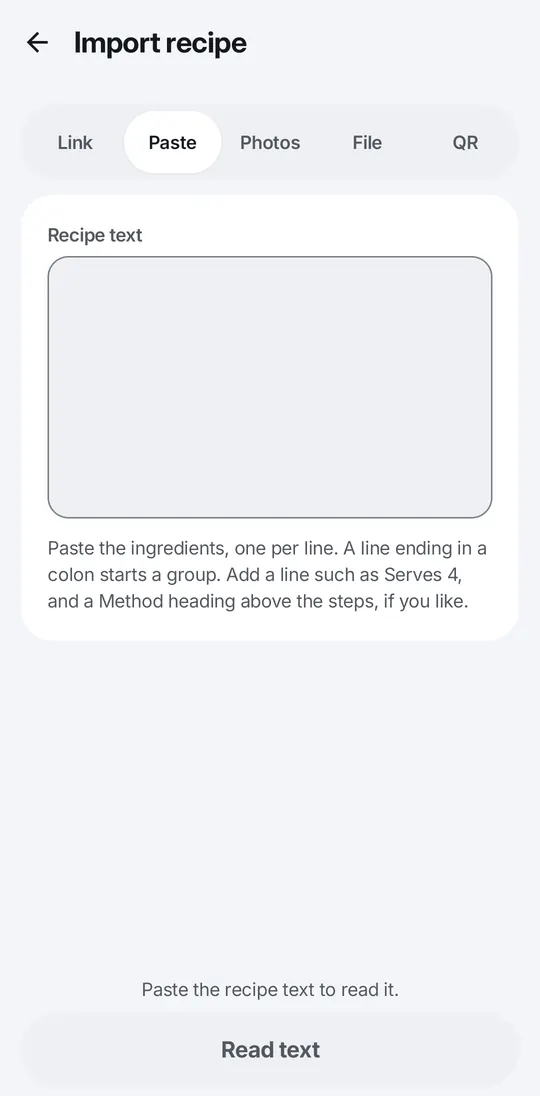 Import recipe
Link
Paste
Photos
File
QR
Recipe text
Paste the ingredients, one per line. A line ending in a
colon starts a group. Add a line such as Serves 4,
and a Method heading above the steps, if you like.
Paste the recipe text to read it.
Read text